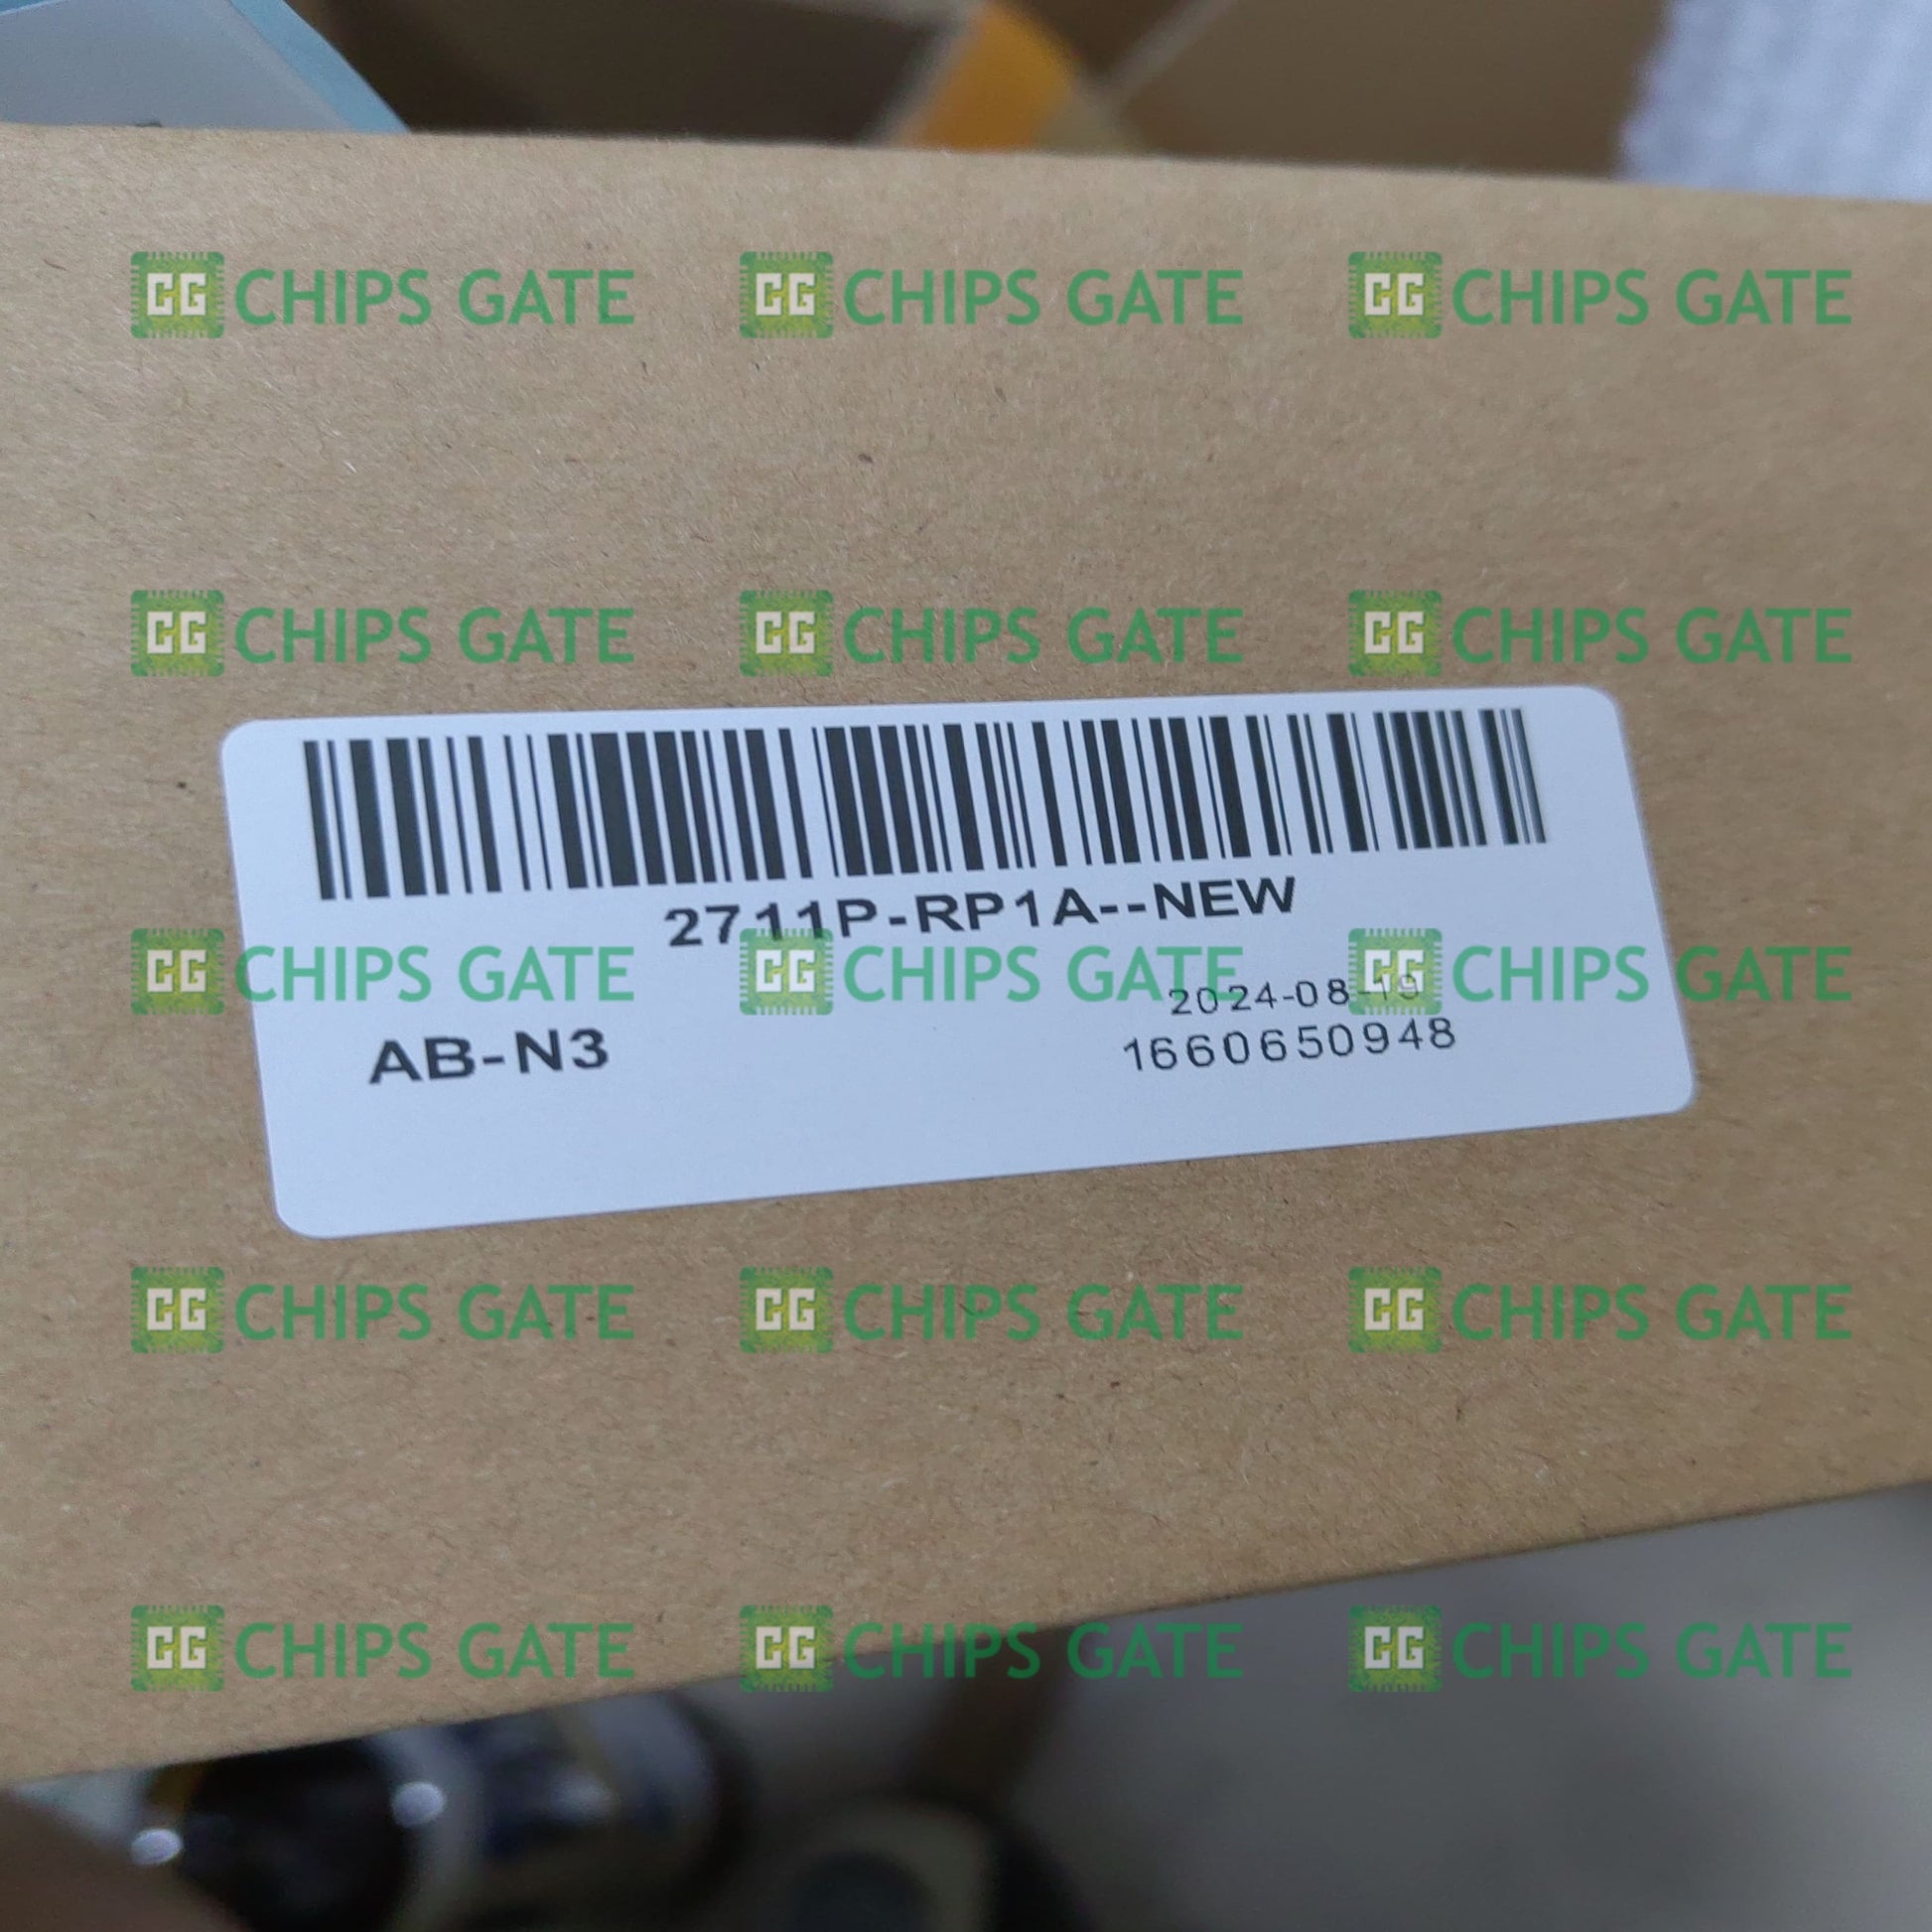 CG CHIPS GATE CG CHIPS GATE CG CHIPS GATE
CG CHIPS GATE CG CHIPS GATE CG CHIPS GATE
2711P-RP1A--NEW
CG CHIPS GATE CG CHIPS GATE CG CHIPS GATE
2024-08-19
AB-N3
1660650948
CG CHIPS GATE CG CHIPS GATE CG CHIPS GATE
CG CHIPS GATE CG CHIPS GATE CG CHIPS GATE